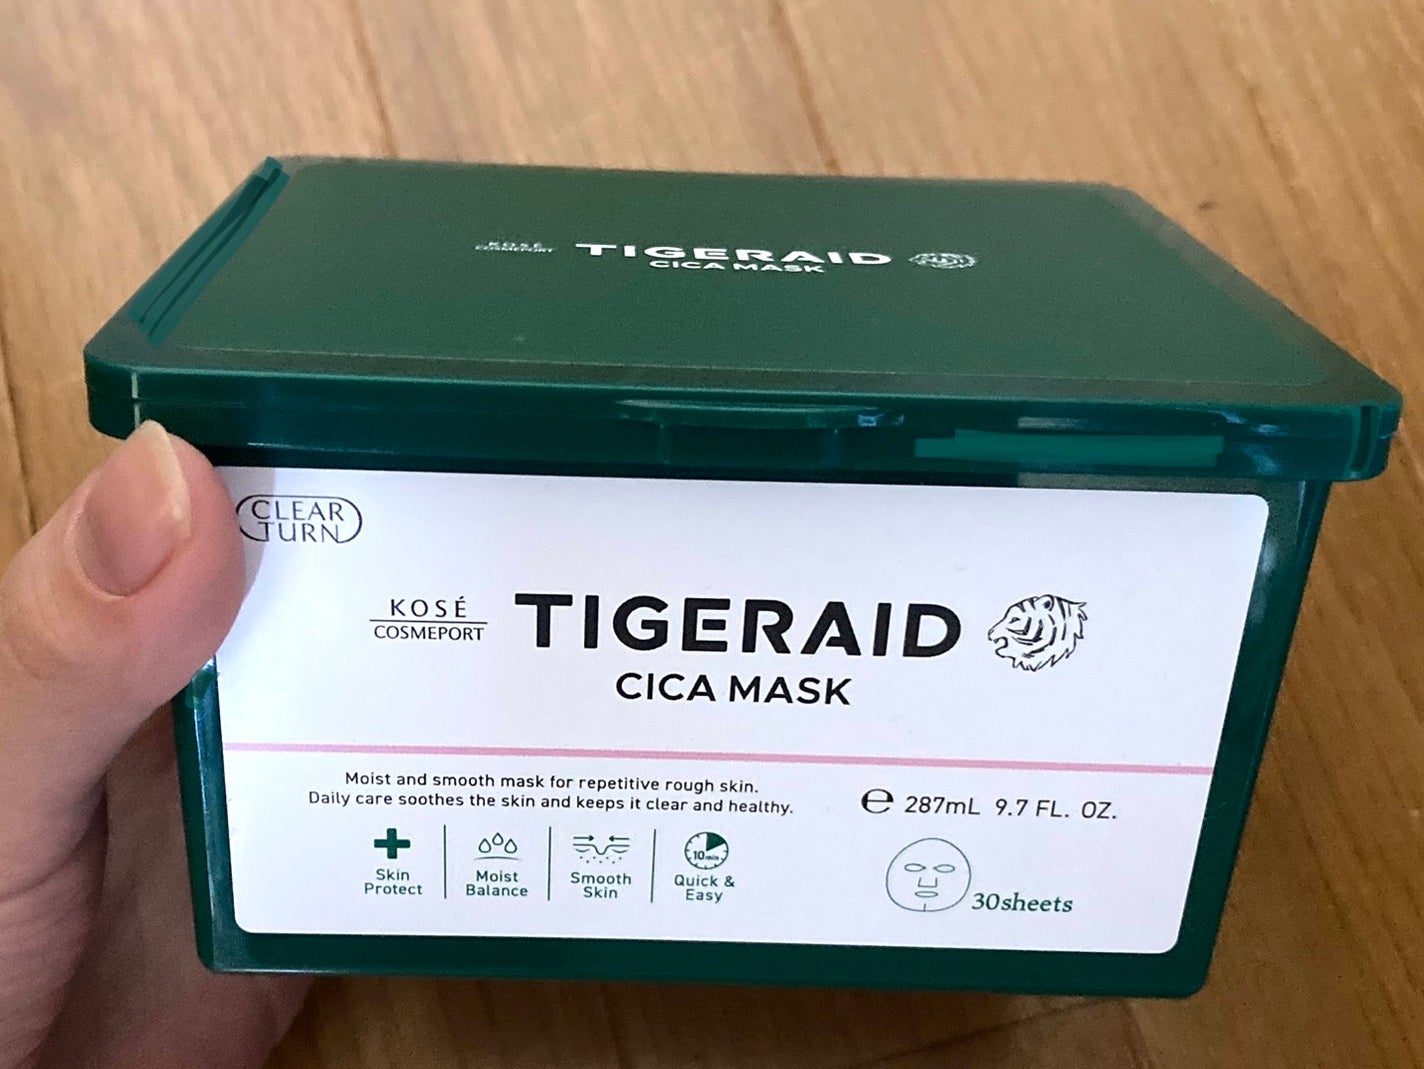 KOSÉ
COSMEPORT
TIGERAID
CICA MASK
CLEAR
TURN
KOSÉ
COSMEPORT
TIGERAID
CICA MASK
Moist and smooth mask for repetitive rough skin.
Daily care soothes the skin and keeps it clear and healthy.
℮ 287mL 9.7 FL. OZ.
Skin
Protect
Moist
Balance
Smooth
Skin
10min
Quick &
Easy
30sheets